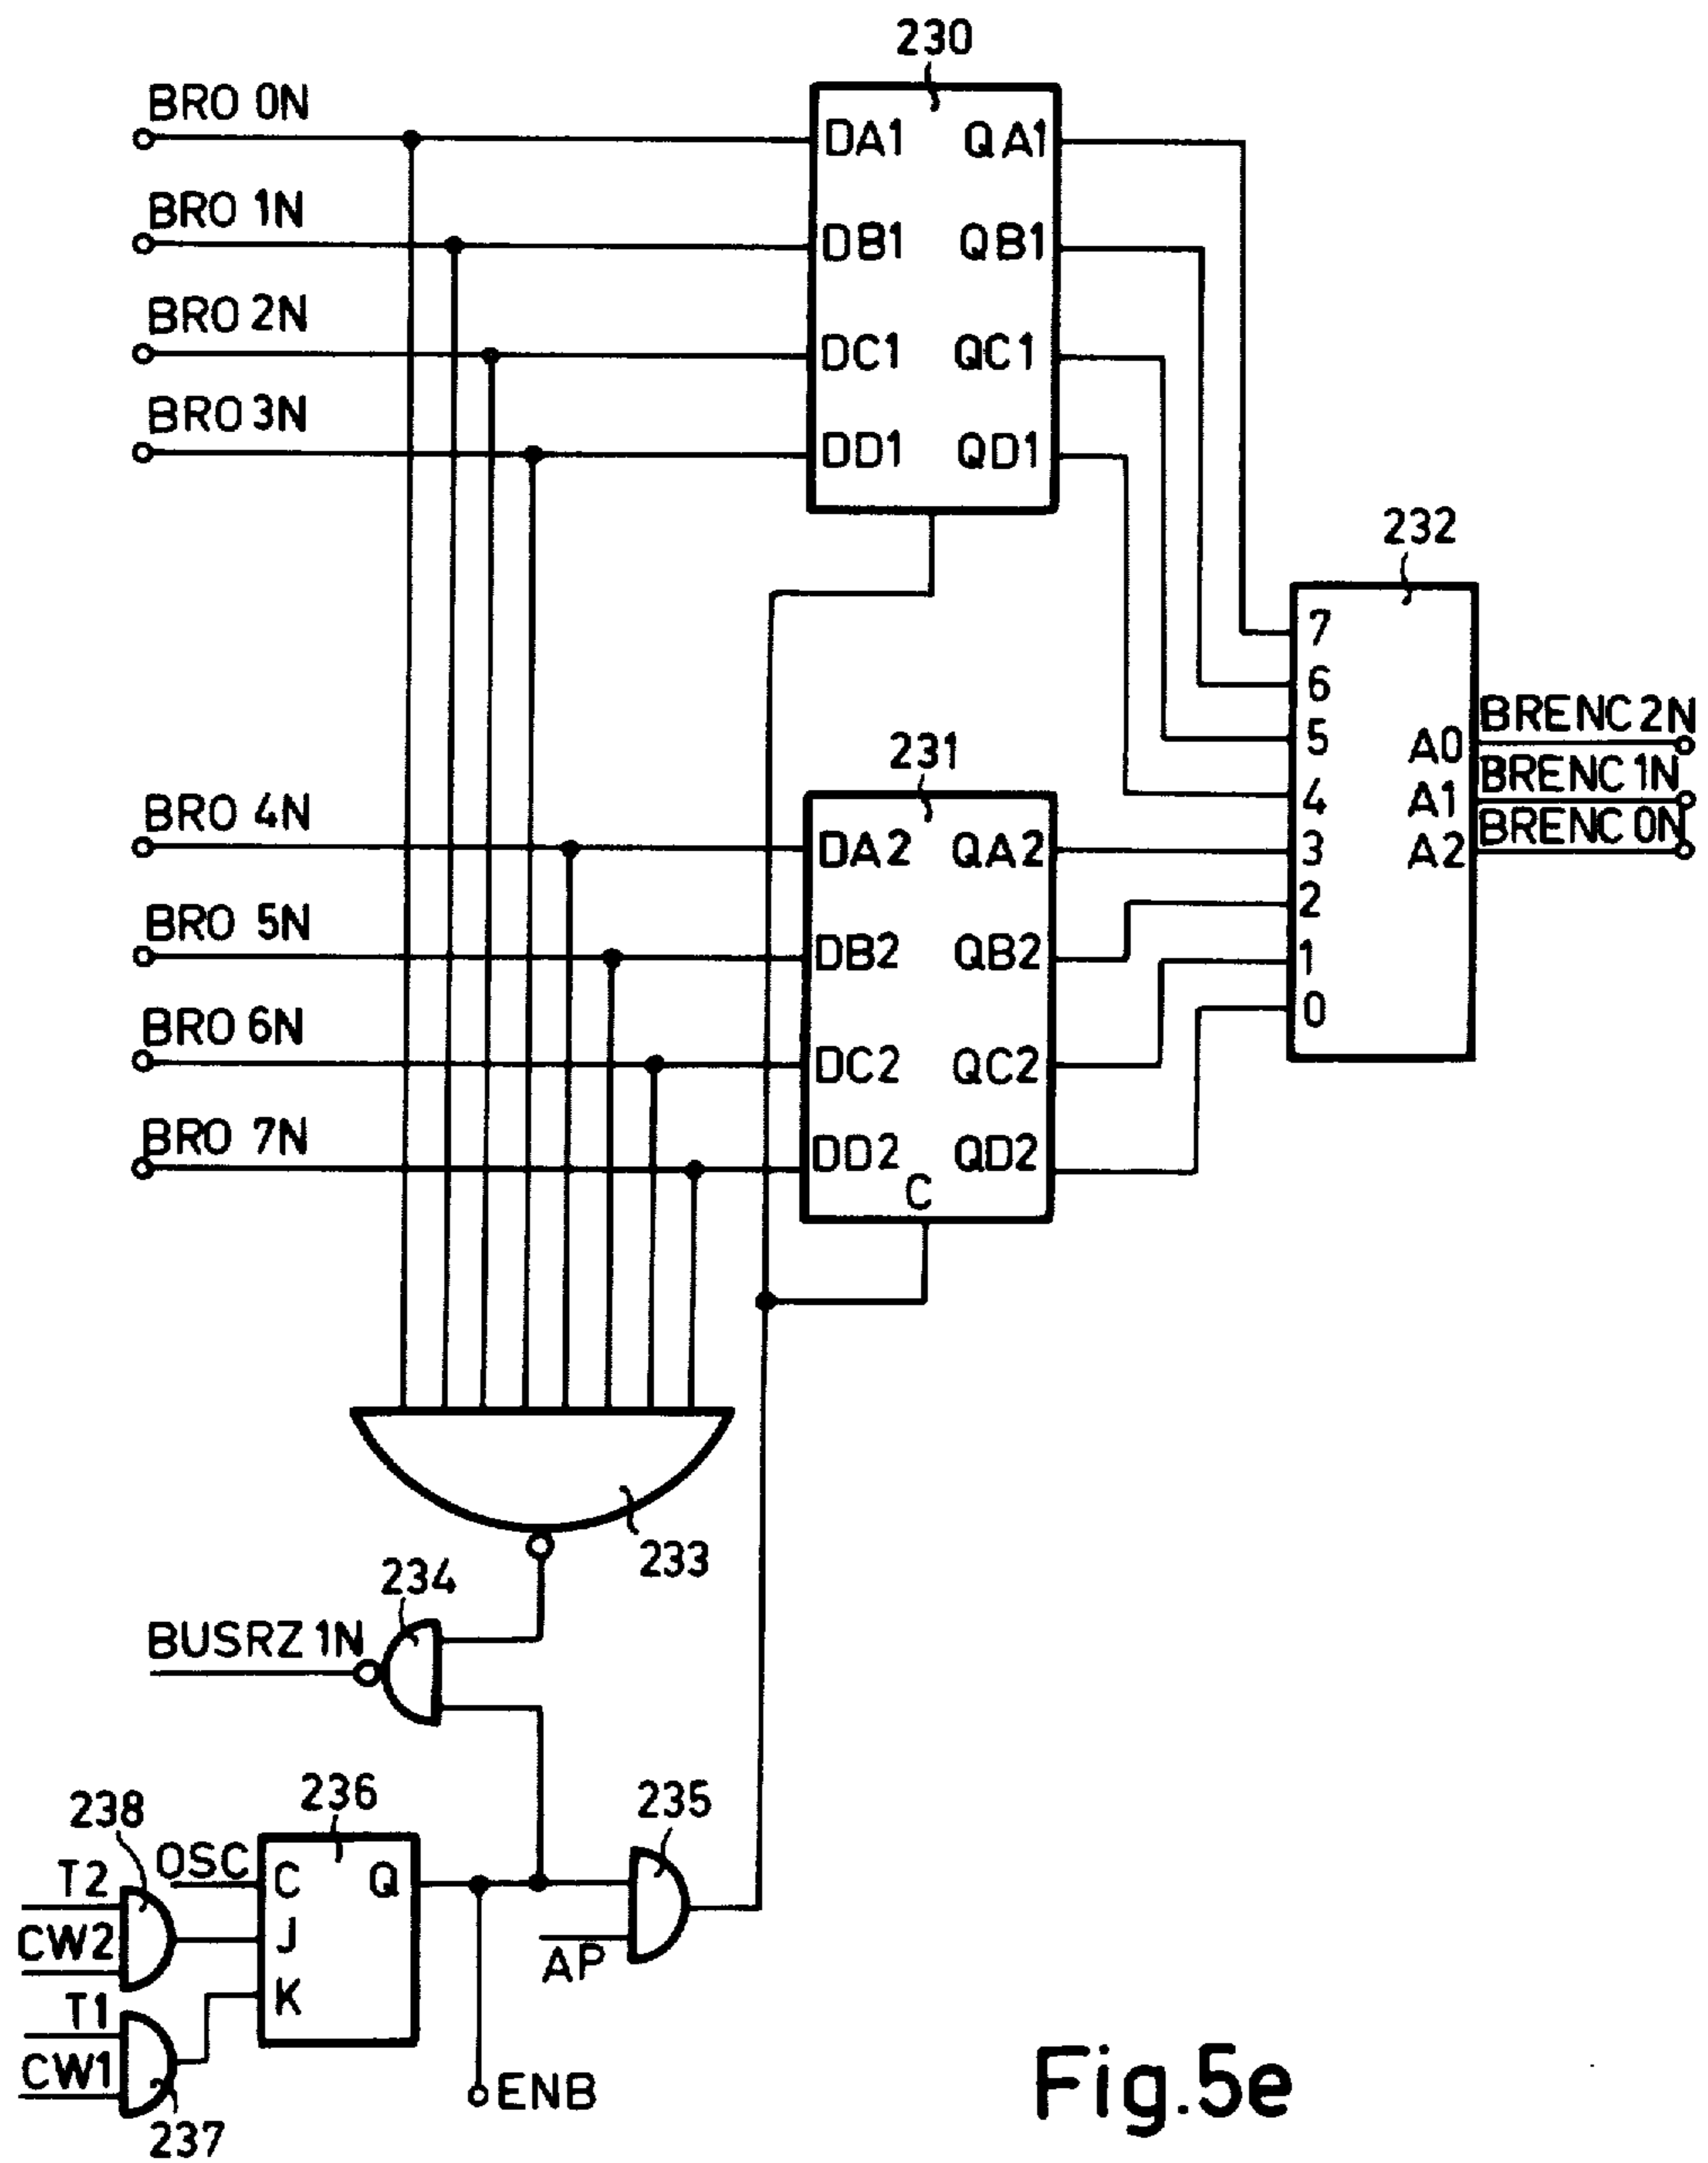 230
BRO 0N
DA1 QA1
BRO 1N
DB1 QB1
BRO 2N
DC1 QC1
BRO 3N
DD1 QD1
232
7
6
5
4
3
2
1
0
A0
A1
A2
BRENC 2N
BRENC 1N
BRENC 0N
231
BRO 4N
DA2 QA2
BRO 5N
DB2 QB2
BRO 6N
DC2 QC2
BRO 7N
DD2 QD2
C
233
234
BUSRZ 1N
238
236
235
OSC
T2
C Q
CW2
J
AP
T1
K
CW1
237
ENB
Fig.5e